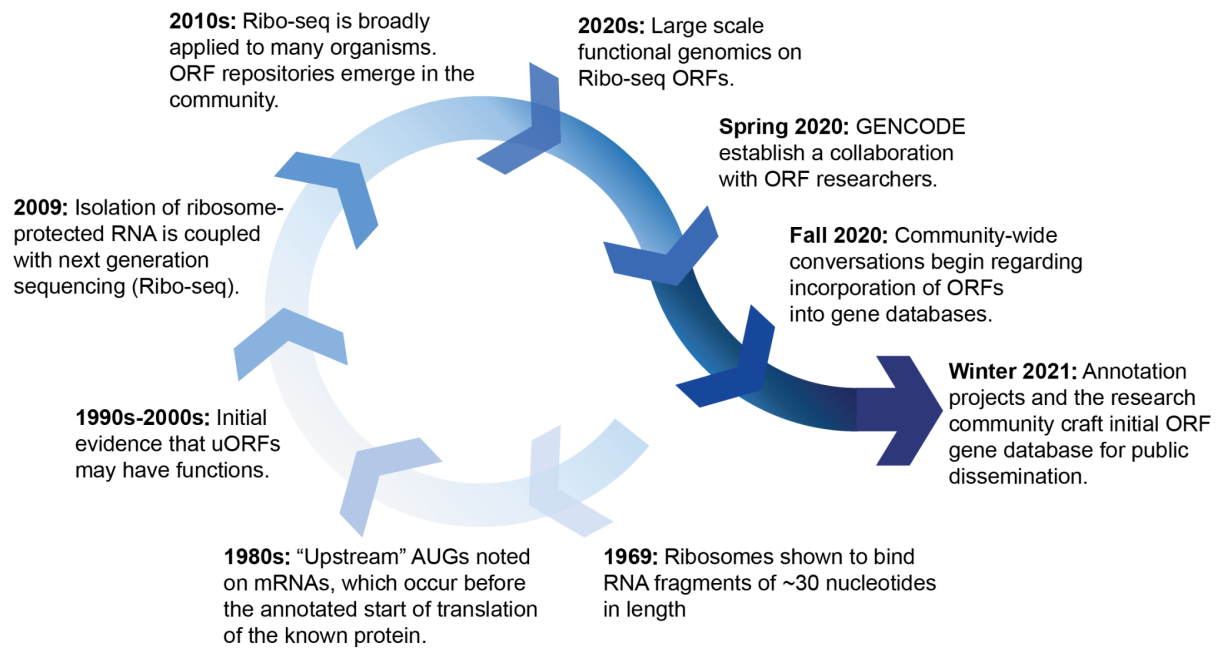 2010s: Ribo-seq is broadly
applied to many organisms.
ORF repositories emerge in the
community.
2020s: Large scale
functional genomics on
Ribo-seq ORFs.
Spring 2020: GENCODE
establish a collaboration
with ORF researchers.
2009: Isolation of ribosome-
protected RNA is coupled
with next generation
sequencing (Ribo-seq).
Fall 2020: Community-wide
conversations begin regarding
incorporation of ORFs
into gene databases.
Winter 2021: Annotation
projects and the research
community craft initial ORF
gene database for public
dissemination.
1990s-2000s: Initial
evidence that uORFs
may have functions.
1980s: “Upstream” AUGs noted
on mRNAs, which occur before
the annotated start of translation
of the known protein.
1969: Ribosomes shown to bind
RNA fragments of ~30 nucleotides
in length